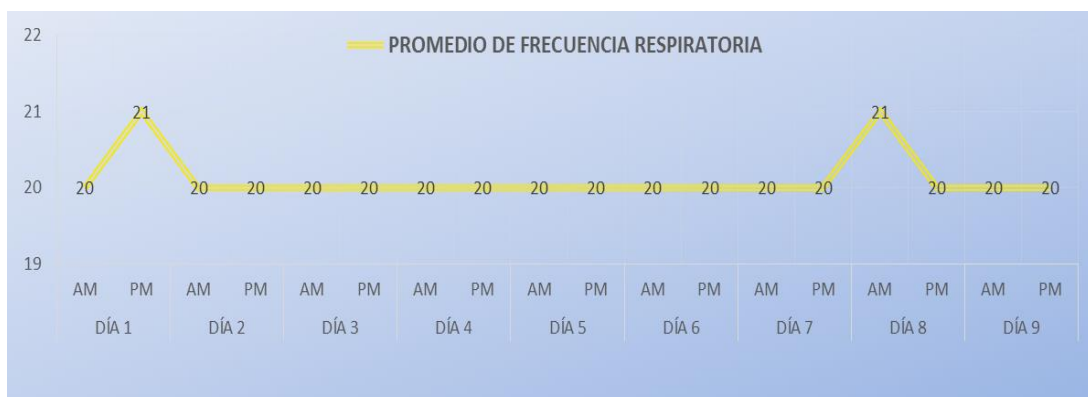 22
PROMEDIO DE FRECUENCIA RESPIRATORIA
21
21 21
20
20 20 20 20 20 20 20 20 20 20 20 20 20 20 20 20
19
AM PM AM PM AM PM AM PM AM PM AM PM AM PM AM PM AM PM
DÍA 1 DÍA 2 DÍA 3 DÍA 4 DÍA 5 DÍA 6 DÍA 7 DÍA 8 DÍA 9